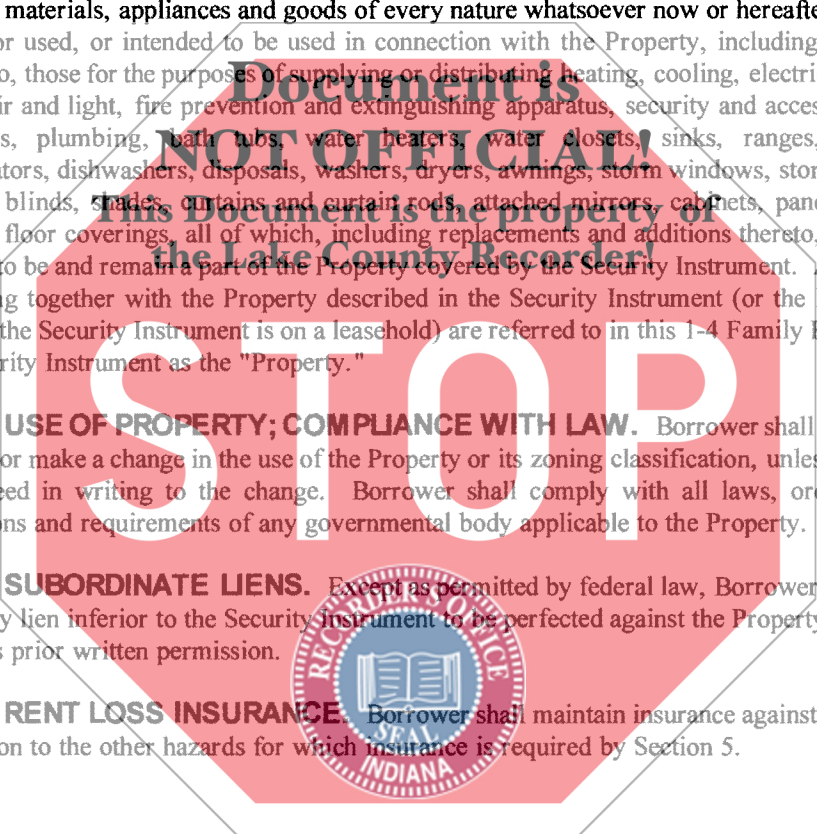 materials, appliances and goods of every nature whatsoever now or hereafte
or used, or intended to be used in connection with the Property, including
o, those for the purposes of supplying or distributing heating, cooling, electri
ir and light, fire prevention and extinguishing apparatus, security and acces
s, plumbing, bath tubs, water heaters, water closets, sinks, ranges,
tors, dishwashers, disposals, washers, dryers, awnings, storm windows, stor
blinds, shades, curtains and curtain rods, attached mirrors, cabinets, pane
floor coverings, all of which, including replacements and additions thereto,
to be and remain a part of the Property covered by the Security Instrument.
ng together with the Property described in the Security Instrument (or the
the Security Instrument is on a leasehold) are referred to in this 1-4 Family
rity Instrument as the "Property."
Document is
NOT OFFICIAL!
This Document is the property of
the Lake County Recorder!
STOP
USE OF PROPERTY; COMPLIANCE WITH LAW. Borrower shall
or make a change in the use of the Property or its zoning classification, unles
eed in writing to the change. Borrower shall comply with all laws, or
ons and requirements of any governmental body applicable to the Property.
SUBORDINATE LIENS. Except as permitted by federal law, Borrower
y lien inferior to the Security Instrument to be perfected against the Property
s prior written permission.
RENT LOSS INSURANCE. Borrower shall maintain insurance against
on to the other hazards for which insurance is required by Section 5.
RECORDER'S OFFICE
SEAL
INDIANA